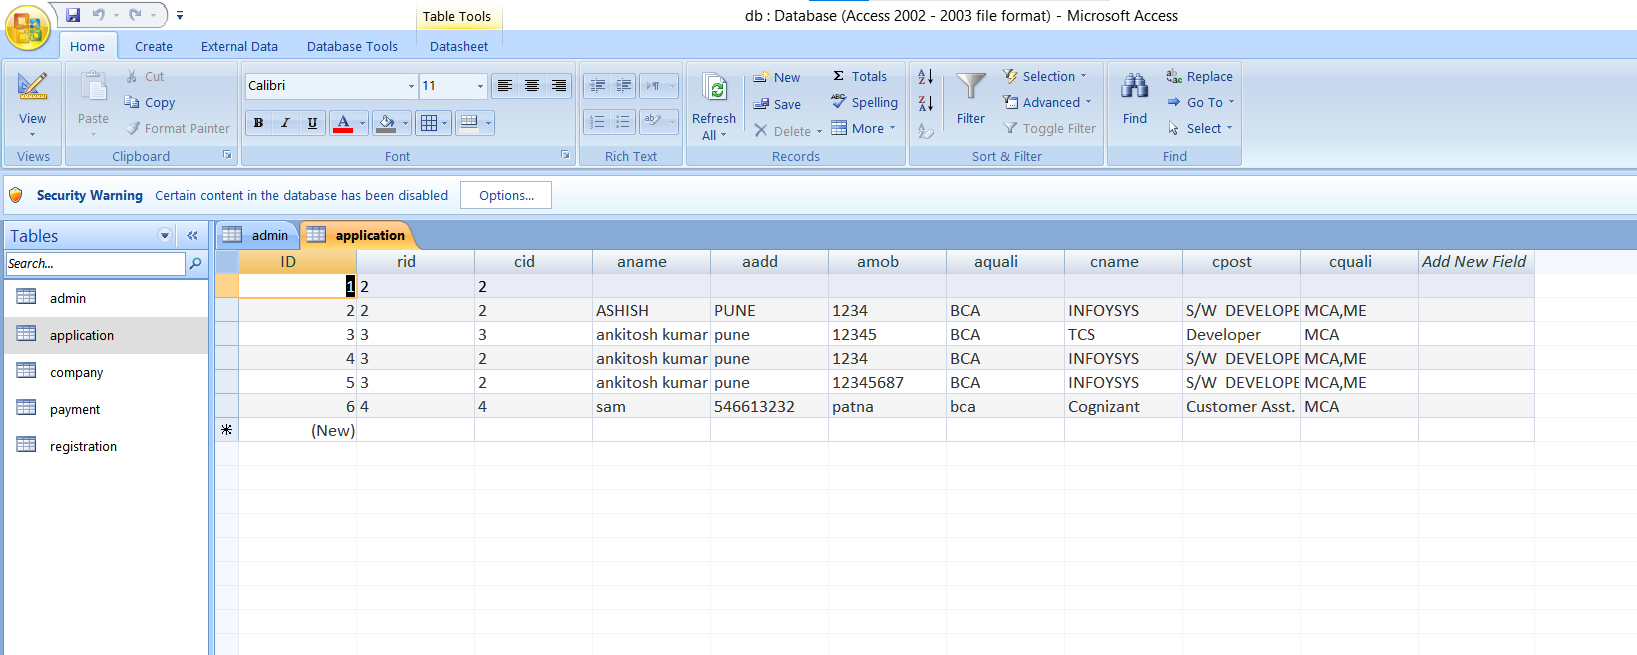 Table Tools
db : Database (Access 2002 - 2003 file format) - Microsoft Access
Home Create External Data Database Tools Datasheet
View
Views
Paste
Cut
Copy
Format Painter
Clipboard
Calibri 11
B I U A
Font
Rich Text
Refresh All
New
Save
Delete
Σ Totals
Spelling
More
Records
Filter
Selection
Advanced
Toggle Filter
Sort & Filter
Find
Replace
Go To
Select
Find
Security Warning Certain content in the database has been disabled Options...
Tables
Search...
admin
application
company
payment
registration
admin application
ID rid cid aname aadd amob aquali cname cpost cquali Add New Field
1 2 2
2 2 2 ASHISH PUNE 1234 BCA INFOYSYS S/W DEVELOPE MCA,ME
3 3 3 ankitosh kumar pune 12345 BCA TCS Developer MCA
4 3 2 ankitosh kumar pune 1234 BCA INFOYSYS S/W DEVELOPE MCA,ME
5 3 2 ankitosh kumar pune 12345687 BCA INFOYSYS S/W DEVELOPE MCA,ME
6 4 4 sam 546613232 patna bca Cognizant Customer Asst. MCA
* (New)